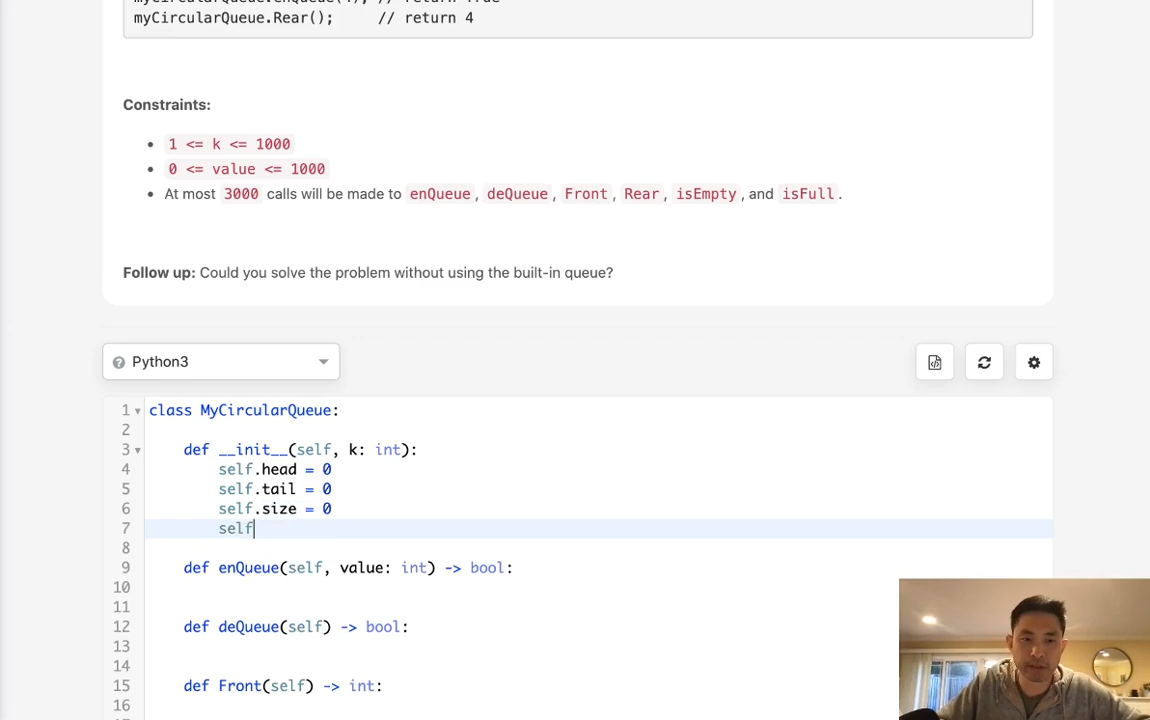 myCircularQueue.Rear();     // return 4
Constraints:
• 1 <= k <= 1000
• 0 <= value <= 1000
• At most 3000 calls will be made to enQueue, deQueue, Front, Rear, isEmpty, and isFull.
Follow up: Could you solve the problem without using the built-in queue?
Python3
1 class MyCircularQueue:
2
3     def __init__(self, k: int):
4         self.head = 0
5         self.tail = 0
6         self.size = 0
7         self
8
9     def enQueue(self, value: int) -> bool:
10
11
12     def deQueue(self) -> bool:
13
14
15     def Front(self) -> int:
16